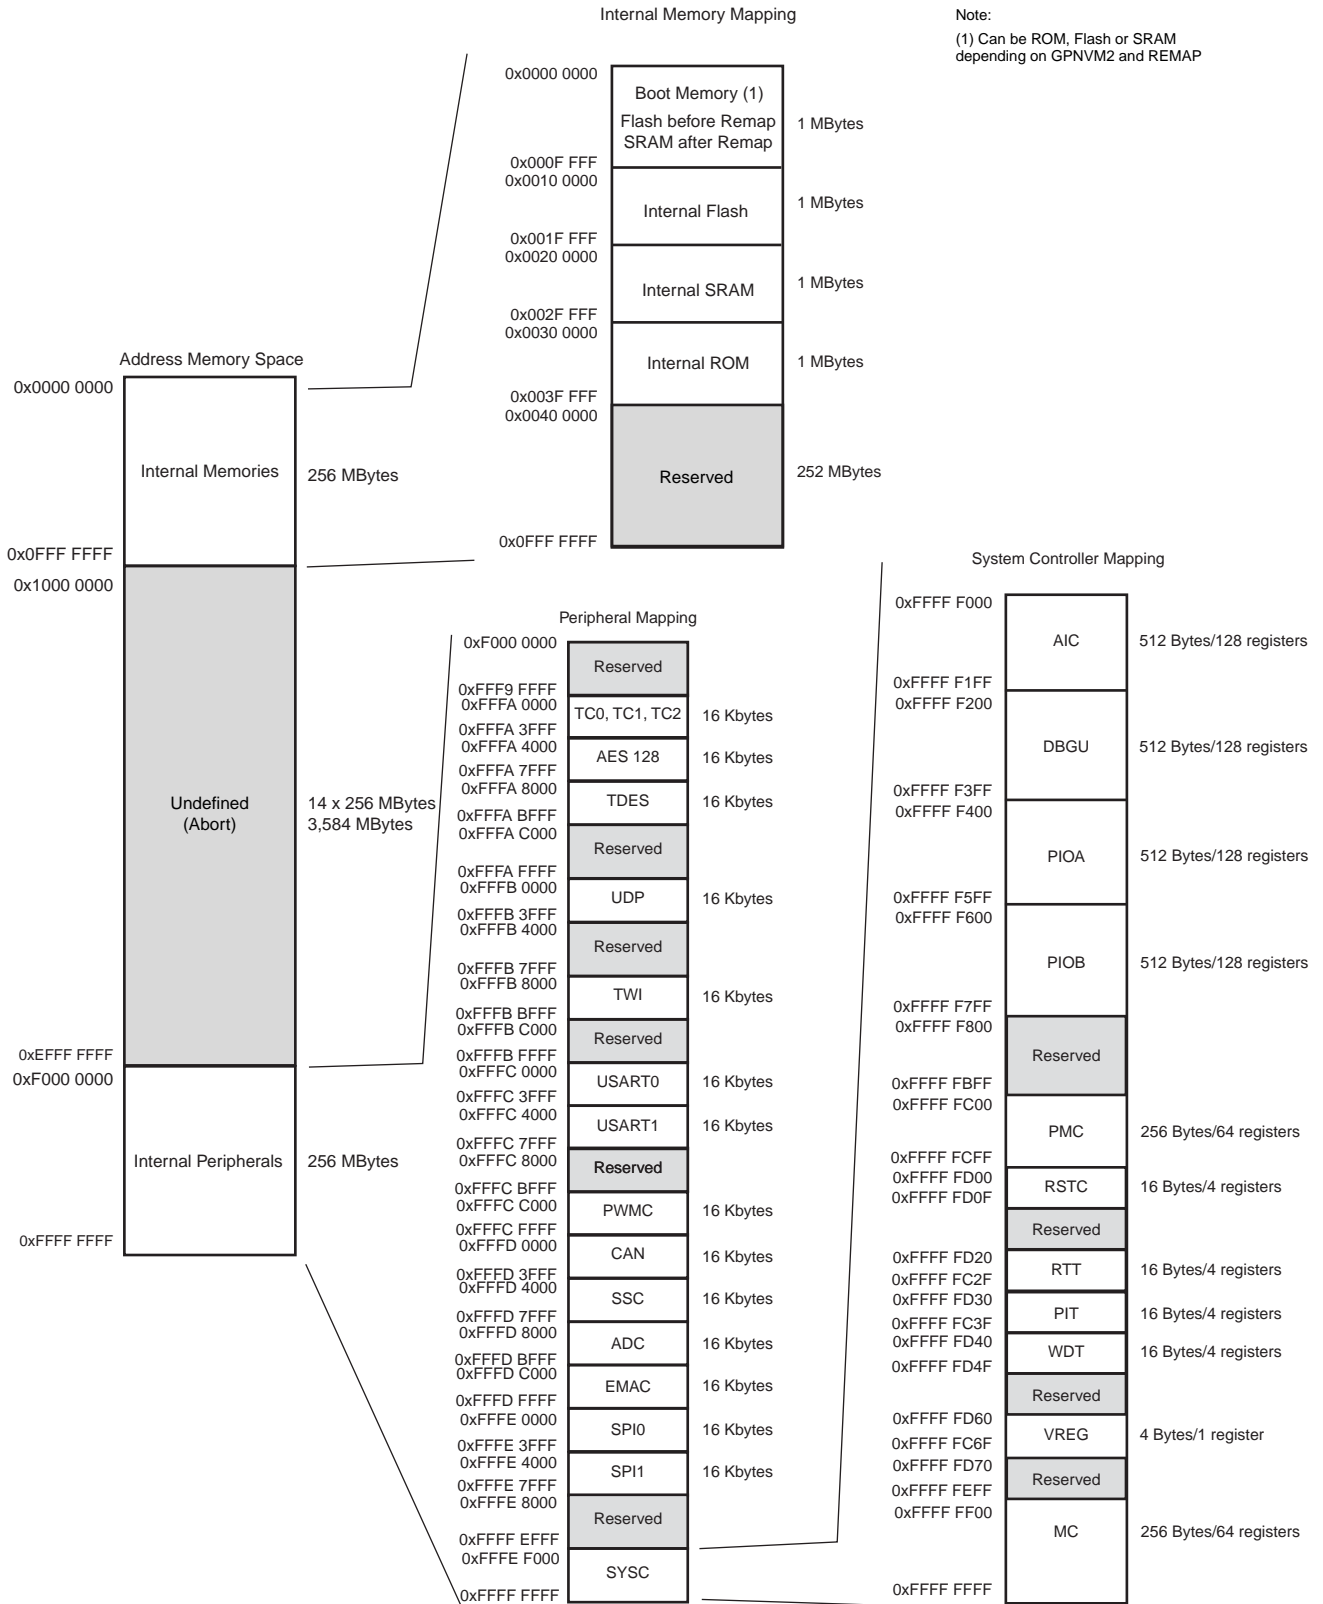 Internal Memory Mapping
Note:
(1) Can be ROM, Flash or SRAM
depending on GPNVM2 and REMAP
0x0000 0000
Boot Memory (1)
Flash before Remap
SRAM after Remap
1 MBytes
0x000F FFF
0x0010 0000
Internal Flash
1 MBytes
0x001F FFF
0x0020 0000
Internal SRAM
1 MBytes
0x002F FFF
0x0030 0000
Internal ROM
1 MBytes
0x003F FFF
0x0040 0000
Reserved
252 MBytes
0x0FFF FFFF
Address Memory Space
0x0000 0000
Internal Memories
256 MBytes
0x0FFF FFFF
0x1000 0000
Undefined
(Abort)
14 x 256 MBytes
3,584 MBytes
0xEFFF FFFF
0xF000 0000
Internal Peripherals
256 MBytes
0xFFFF FFFF
Peripheral Mapping
0xF000 0000
Reserved
0xFFF9 FFFF
0xFFFA 0000
TC0, TC1, TC2
16 Kbytes
0xFFFA 3FFF
0xFFFA 4000
AES 128
16 Kbytes
0xFFFA 7FFF
0xFFFA 8000
TDES
16 Kbytes
0xFFFA BFFF
0xFFFA C000
Reserved
0xFFFA FFFF
0xFFFB 0000
UDP
16 Kbytes
0xFFFB 3FFF
0xFFFB 4000
Reserved
0xFFFB 7FFF
0xFFFB 8000
TWI
16 Kbytes
0xFFFB BFFF
0xFFFB C000
Reserved
0xFFFB FFFF
0xFFFC 0000
USART0
16 Kbytes
0xFFFC 3FFF
0xFFFC 4000
USART1
16 Kbytes
0xFFFC 7FFF
0xFFFC 8000
Reserved
0xFFFC BFFF
0xFFFC C000
PWMC
16 Kbytes
0xFFFC FFFF
0xFFFD 0000
CAN
16 Kbytes
0xFFFD 3FFF
0xFFFD 4000
SSC
16 Kbytes
0xFFFD 7FFF
0xFFFD 8000
ADC
16 Kbytes
0xFFFD BFFF
0xFFFD C000
EMAC
16 Kbytes
0xFFFD FFFF
0xFFFE 0000
SPI0
16 Kbytes
0xFFFE 3FFF
0xFFFE 4000
SPI1
16 Kbytes
0xFFFE 7FFF
0xFFFE 8000
Reserved
0xFFFF EFFF
0xFFFE F000
SYSC
0xFFFF FFFF
System Controller Mapping
0xFFFF F000
AIC
512 Bytes/128 registers
0xFFFF F1FF
0xFFFF F200
DBGU
512 Bytes/128 registers
0xFFFF F3FF
0xFFFF F400
PIOA
512 Bytes/128 registers
0xFFFF F5FF
0xFFFF F600
PIOB
512 Bytes/128 registers
0xFFFF F7FF
0xFFFF F800
Reserved
0xFFFF FBFF
0xFFFF FC00
PMC
256 Bytes/64 registers
0xFFFF FCFF
0xFFFF FD00
RSTC
16 Bytes/4 registers
0xFFFF FD0F
Reserved
0xFFFF FD20
RTT
16 Bytes/4 registers
0xFFFF FC2F
0xFFFF FD30
PIT
16 Bytes/4 registers
0xFFFF FC3F
0xFFFF FD40
WDT
16 Bytes/4 registers
0xFFFF FD4F
Reserved
0xFFFF FD60
VREG
4 Bytes/1 register
0xFFFF FC6F
0xFFFF FD70
Reserved
0xFFFF FEFF
0xFFFF FF00
MC
256 Bytes/64 registers
0xFFFF FFFF